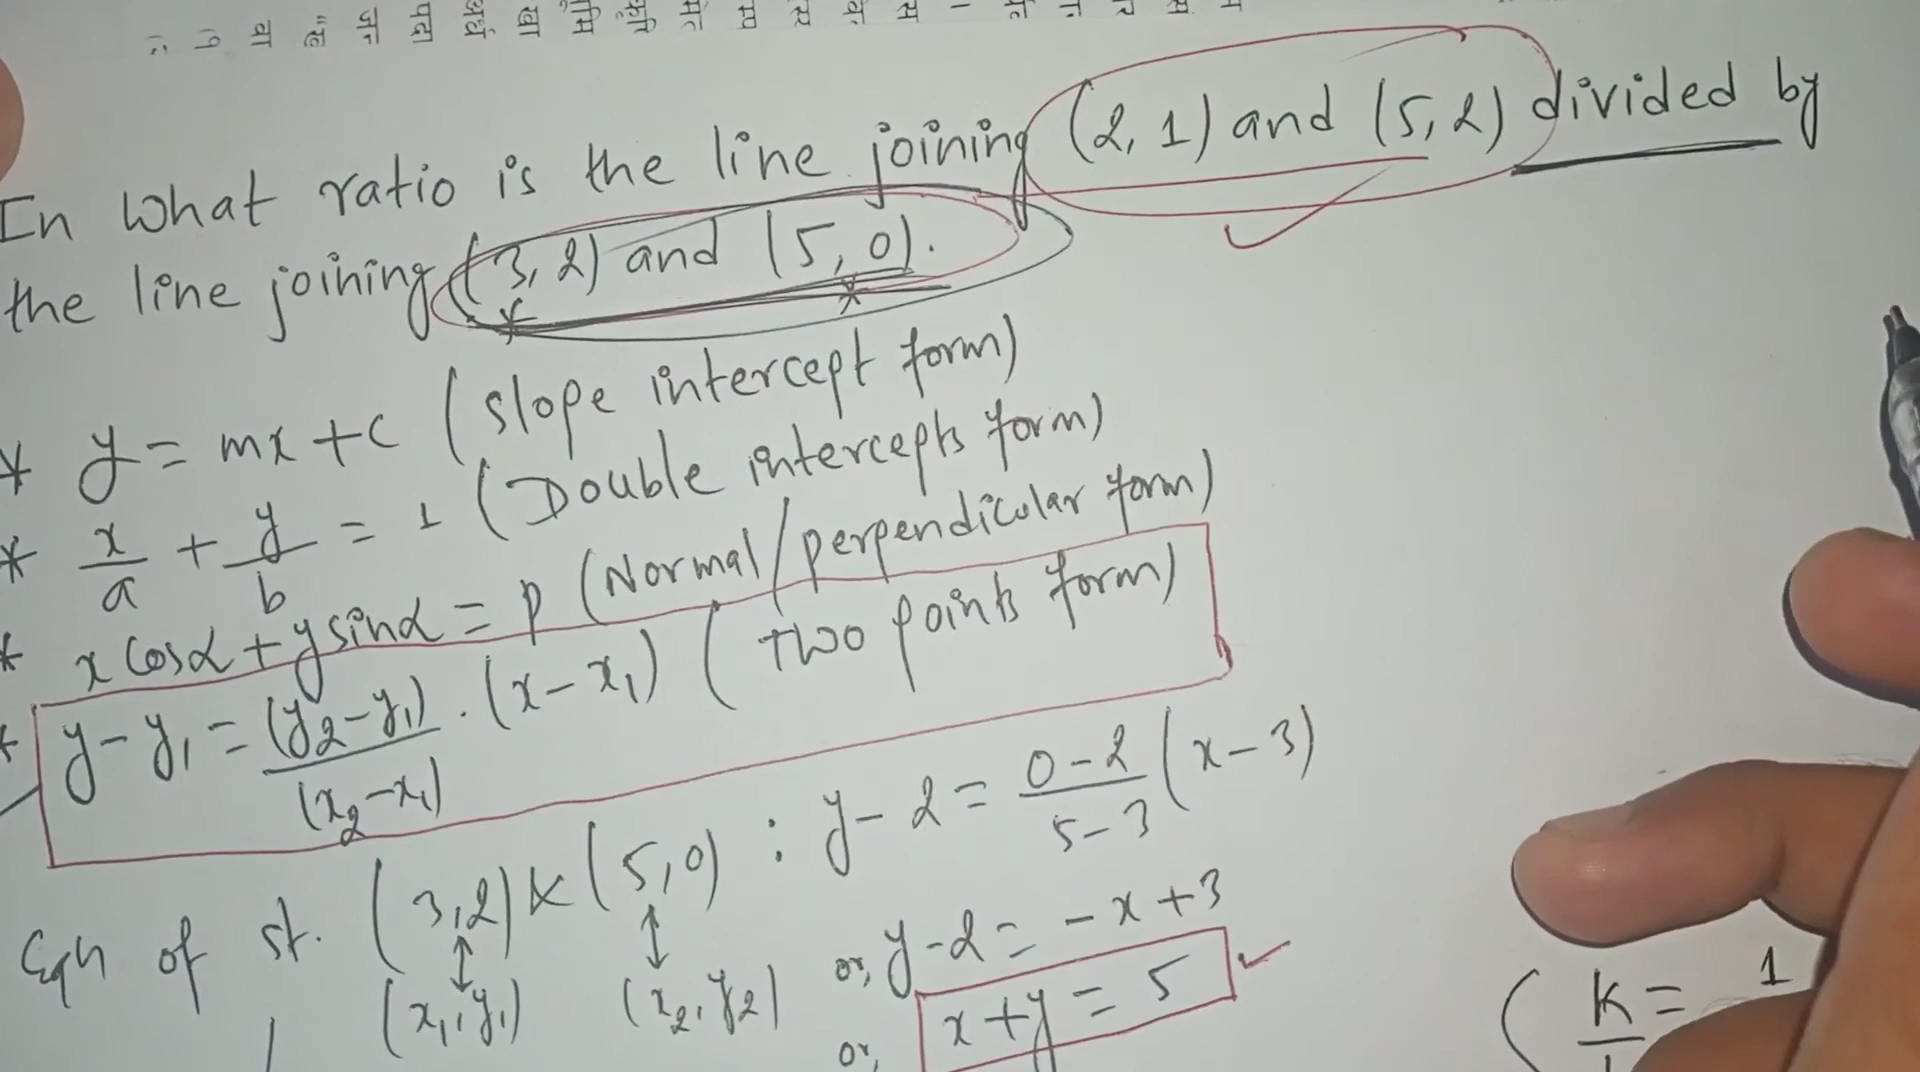 In what ratio is the line joining (2, 1) and (5, 2) divided by
the line joining (3, 2) and (5, 0).
* y = mx + c (slope intercept form)
* x/a + y/b = 1 (Double intercepts form)
* x cosα + y sinα = p (Normal/perpendicular form)
* y - y₁ = (y₂ - y₁)/(x₂ - x₁) . (x - x₁) (Two points form)
Eqn of st. (3,2) & (5,0) : y - 2 = 0 - 2/5 - 3 (x - 3)
(x₁, y₁) (x₂, y₂) or, y - 2 = - x + 3
or, x + y = 5
( K = 1